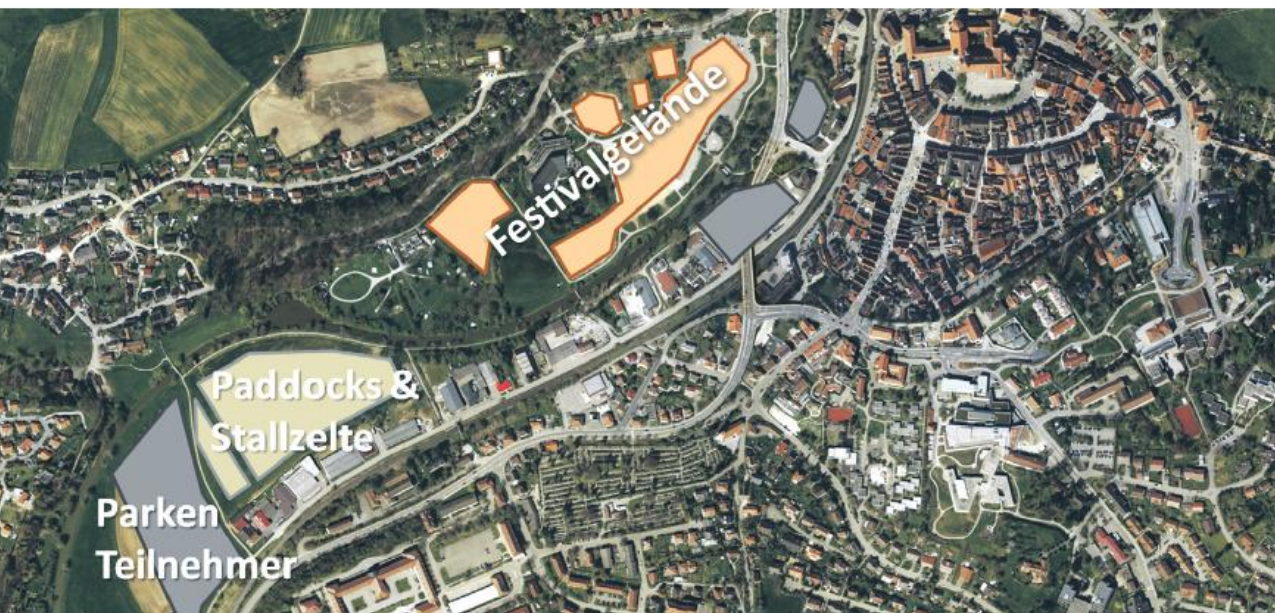 Festivalgelände
Paddocks &
Stallzelte
Parken
Teilnehmer